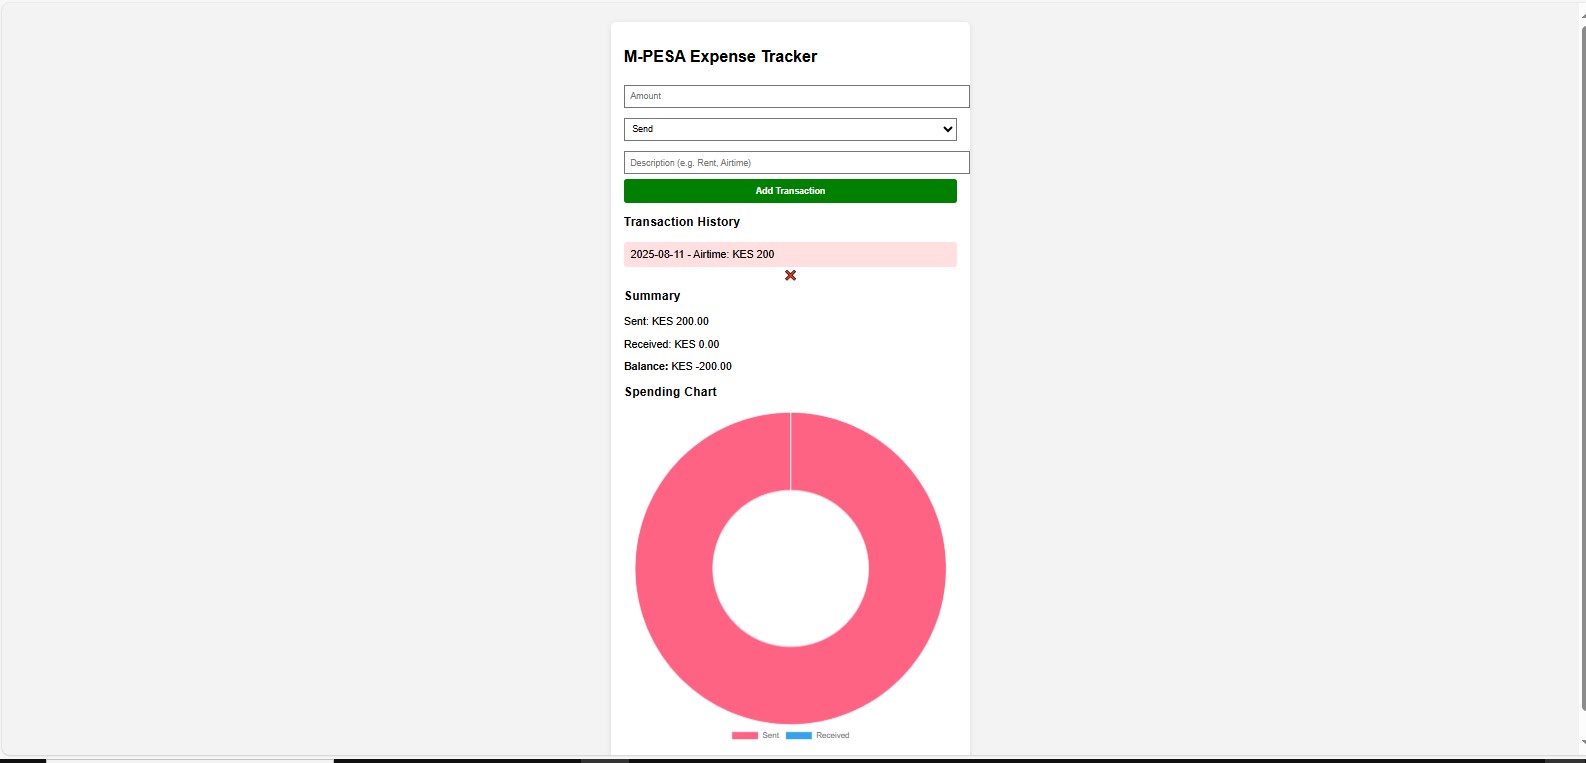 M-PESA Expense Tracker
Amount
Send
Description (e.g. Rent, Airtime)
Add Transaction
Transaction History
2025-08-11 - Airtime: KES 200
Summary
Sent: KES 200.00
Received: KES 0.00
Balance: KES -200.00
Spending Chart
Sent Received